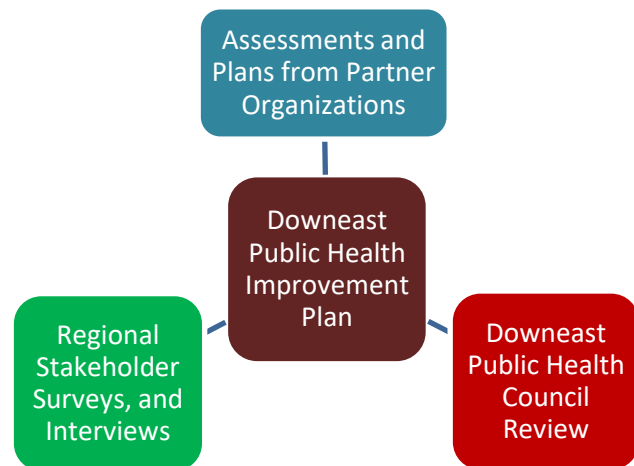 Assessments and
Plans from Partner
Organizations
Downeast
Public Health
Improvement
Plan
Regional
Stakeholder
Surveys, and
Interviews
Downeast
Public Health
Council
Review